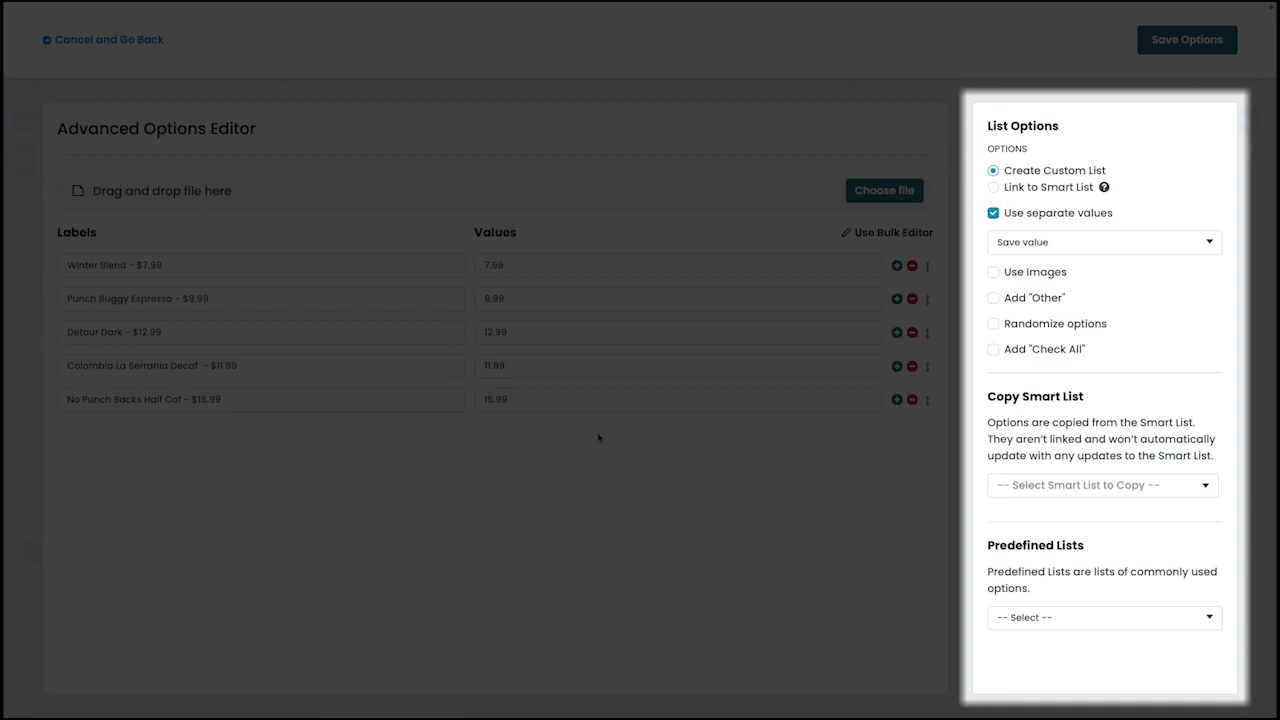 Cancel and Go Back
Save Options
Advanced Options Editor
Drag and drop file here
Choose file
Labels
Values
Use Bulk Editor
Winter Blend - $7.99
7.99
Punch Buggy Espresso - $9.99
9.99
Detour Dark - $12.99
12.99
Colombia La Serranía Decaf - $11.99
11.99
No Punch Backs Half Caf - $15.99
15.99
List Options
OPTIONS
Create Custom List
Link to Smart List ?
Use separate values
Save value
Use Images
Add "Other"
Randomize options
Add "Check All"
Copy Smart List
Options are copied from the Smart List.
They aren't linked and won't automatically
update with any updates to the Smart List.
-- Select Smart List to Copy --
Predefined Lists
Predefined Lists are lists of commonly used
options.
-- Select --